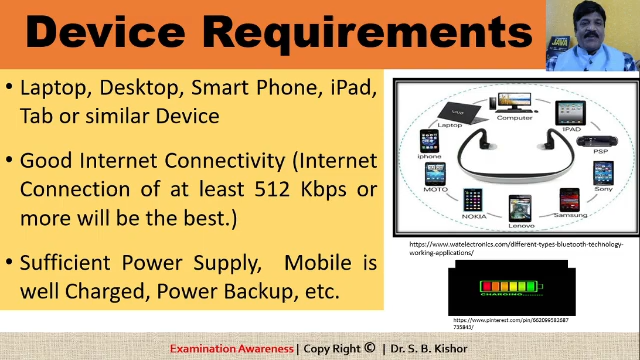 Device Requirements
• Laptop, Desktop, Smart Phone, iPad,
Tab or similar Device
• Good Internet Connectivity (Internet
Connection of at least 512 Kbps or
more will be the best.)
• Sufficient Power Supply, Mobile is
well Charged, Power Backup, etc.
Laptop
Computer
IPAD
iphone
PSP
MOTO
Sony
NOKIA
Lenovo
Samsung
https://www.watelectronics.com/different-types-bluetooth-technology-
working-applications/
CHARGING......
Examination Awareness | Copy Right © | Dr. S. B. Kishor